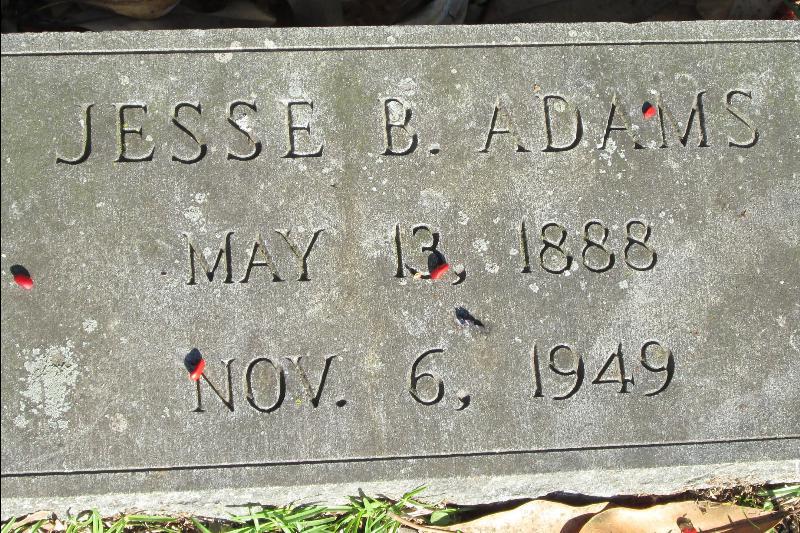 JESSE B. ADAMS
MAY 13, 1888
NOV. 6, 1949